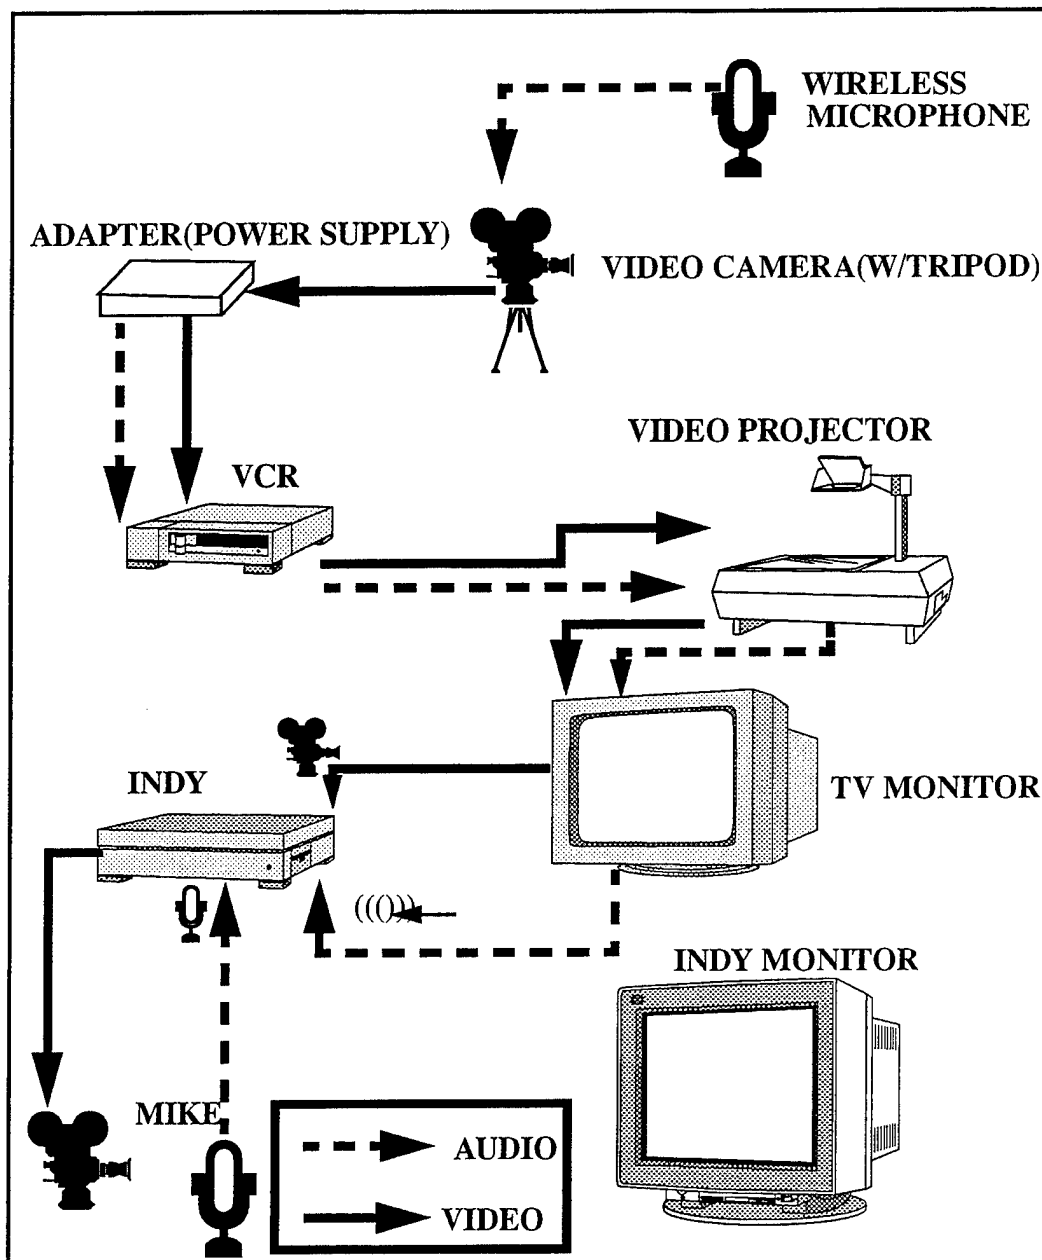 WIRELESS
MICROPHONE
ADAPTER(POWER SUPPLY)
VIDEO CAMERA(W/TRIPOD)
VIDEO PROJECTOR
VCR
INDY
TV MONITOR
((()))
INDY MONITOR
MIKE
AUDIO
VIDEO